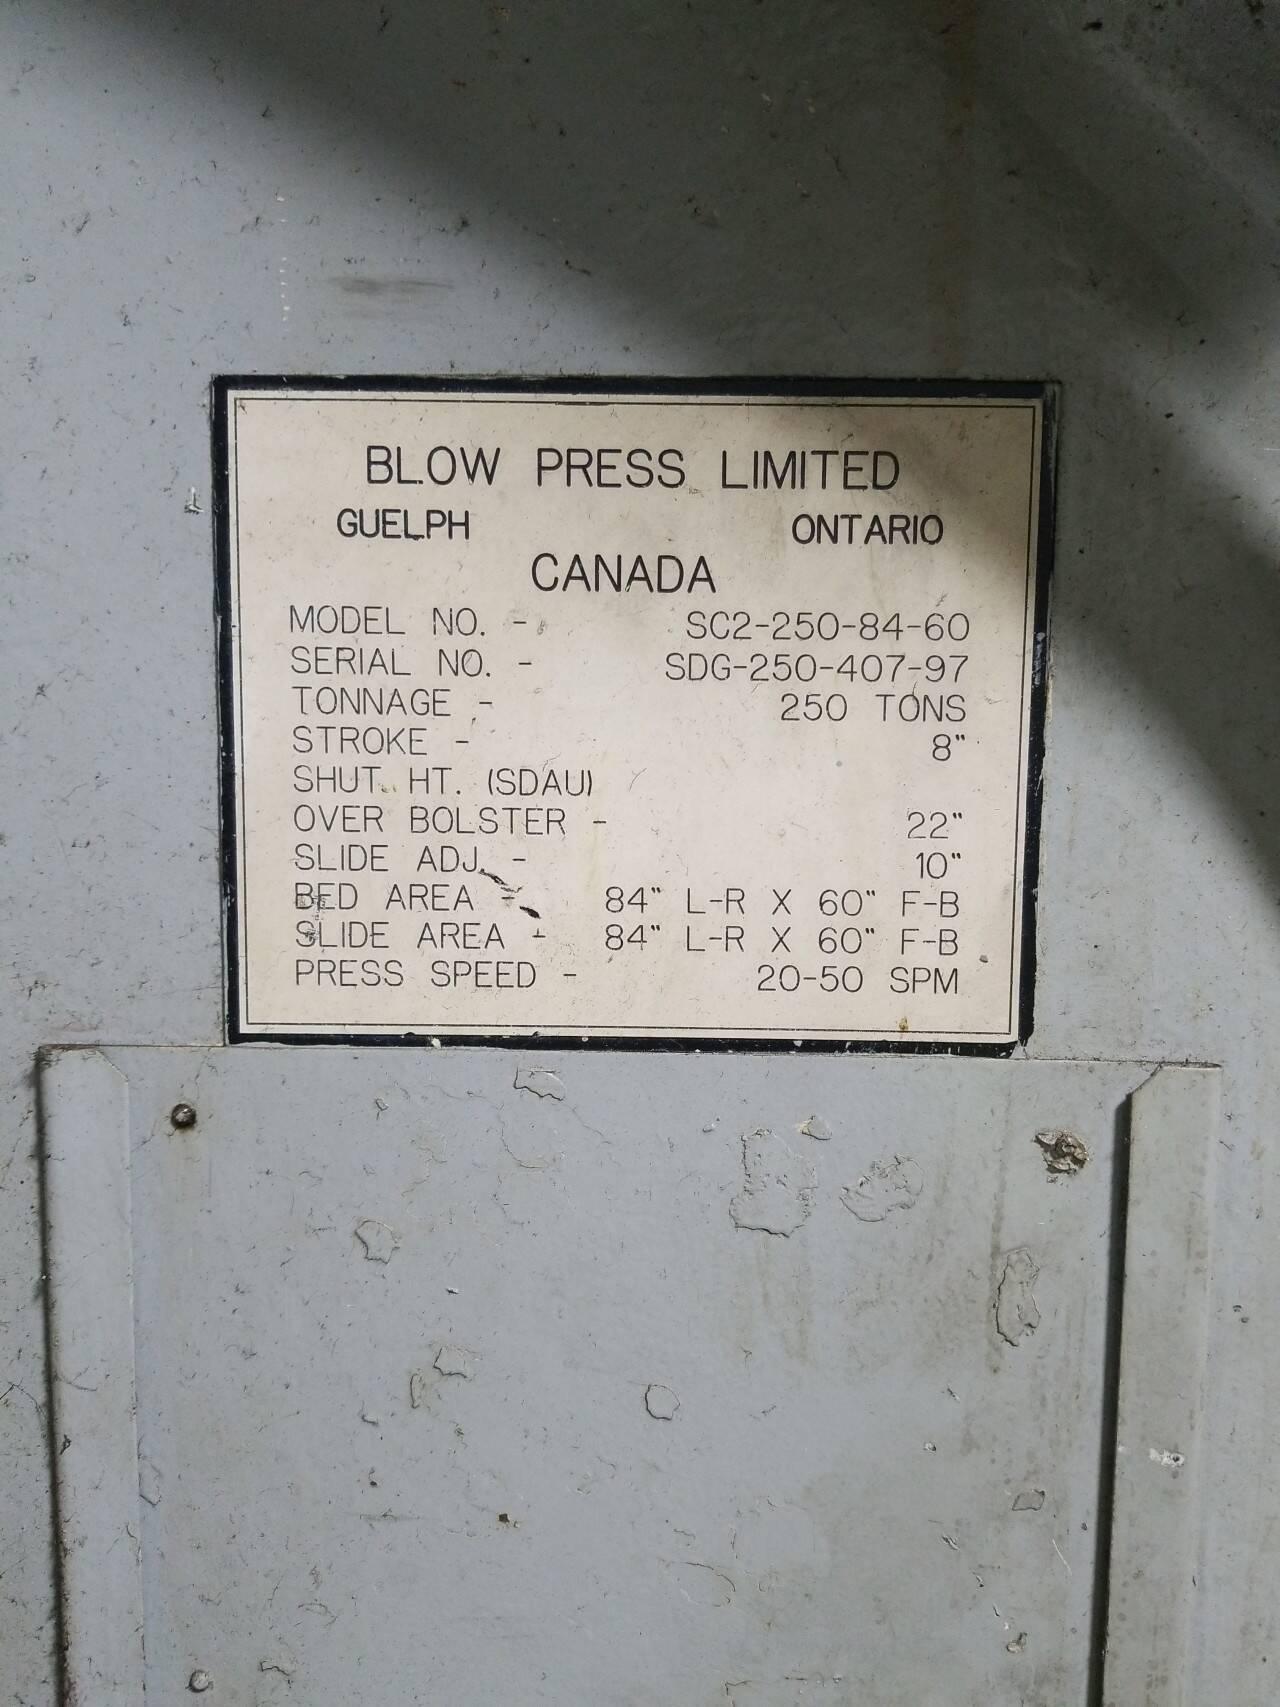 BLOW PRESS LIMITED
GUELPH ONTARIO
CANADA
MODEL NO. - SC2-250-84-60
SERIAL NO. - SDG-250-407-97
TONNAGE - 250 TONS
STROKE - 8"
SHUT. HT. (SDAU)
OVER BOLSTER - 22"
SLIDE ADJ. - 10"
BED AREA - 84" L-R X 60" F-B
SLIDE AREA - 84" L-R X 60" F-B
PRESS SPEED - 20-50 SPM